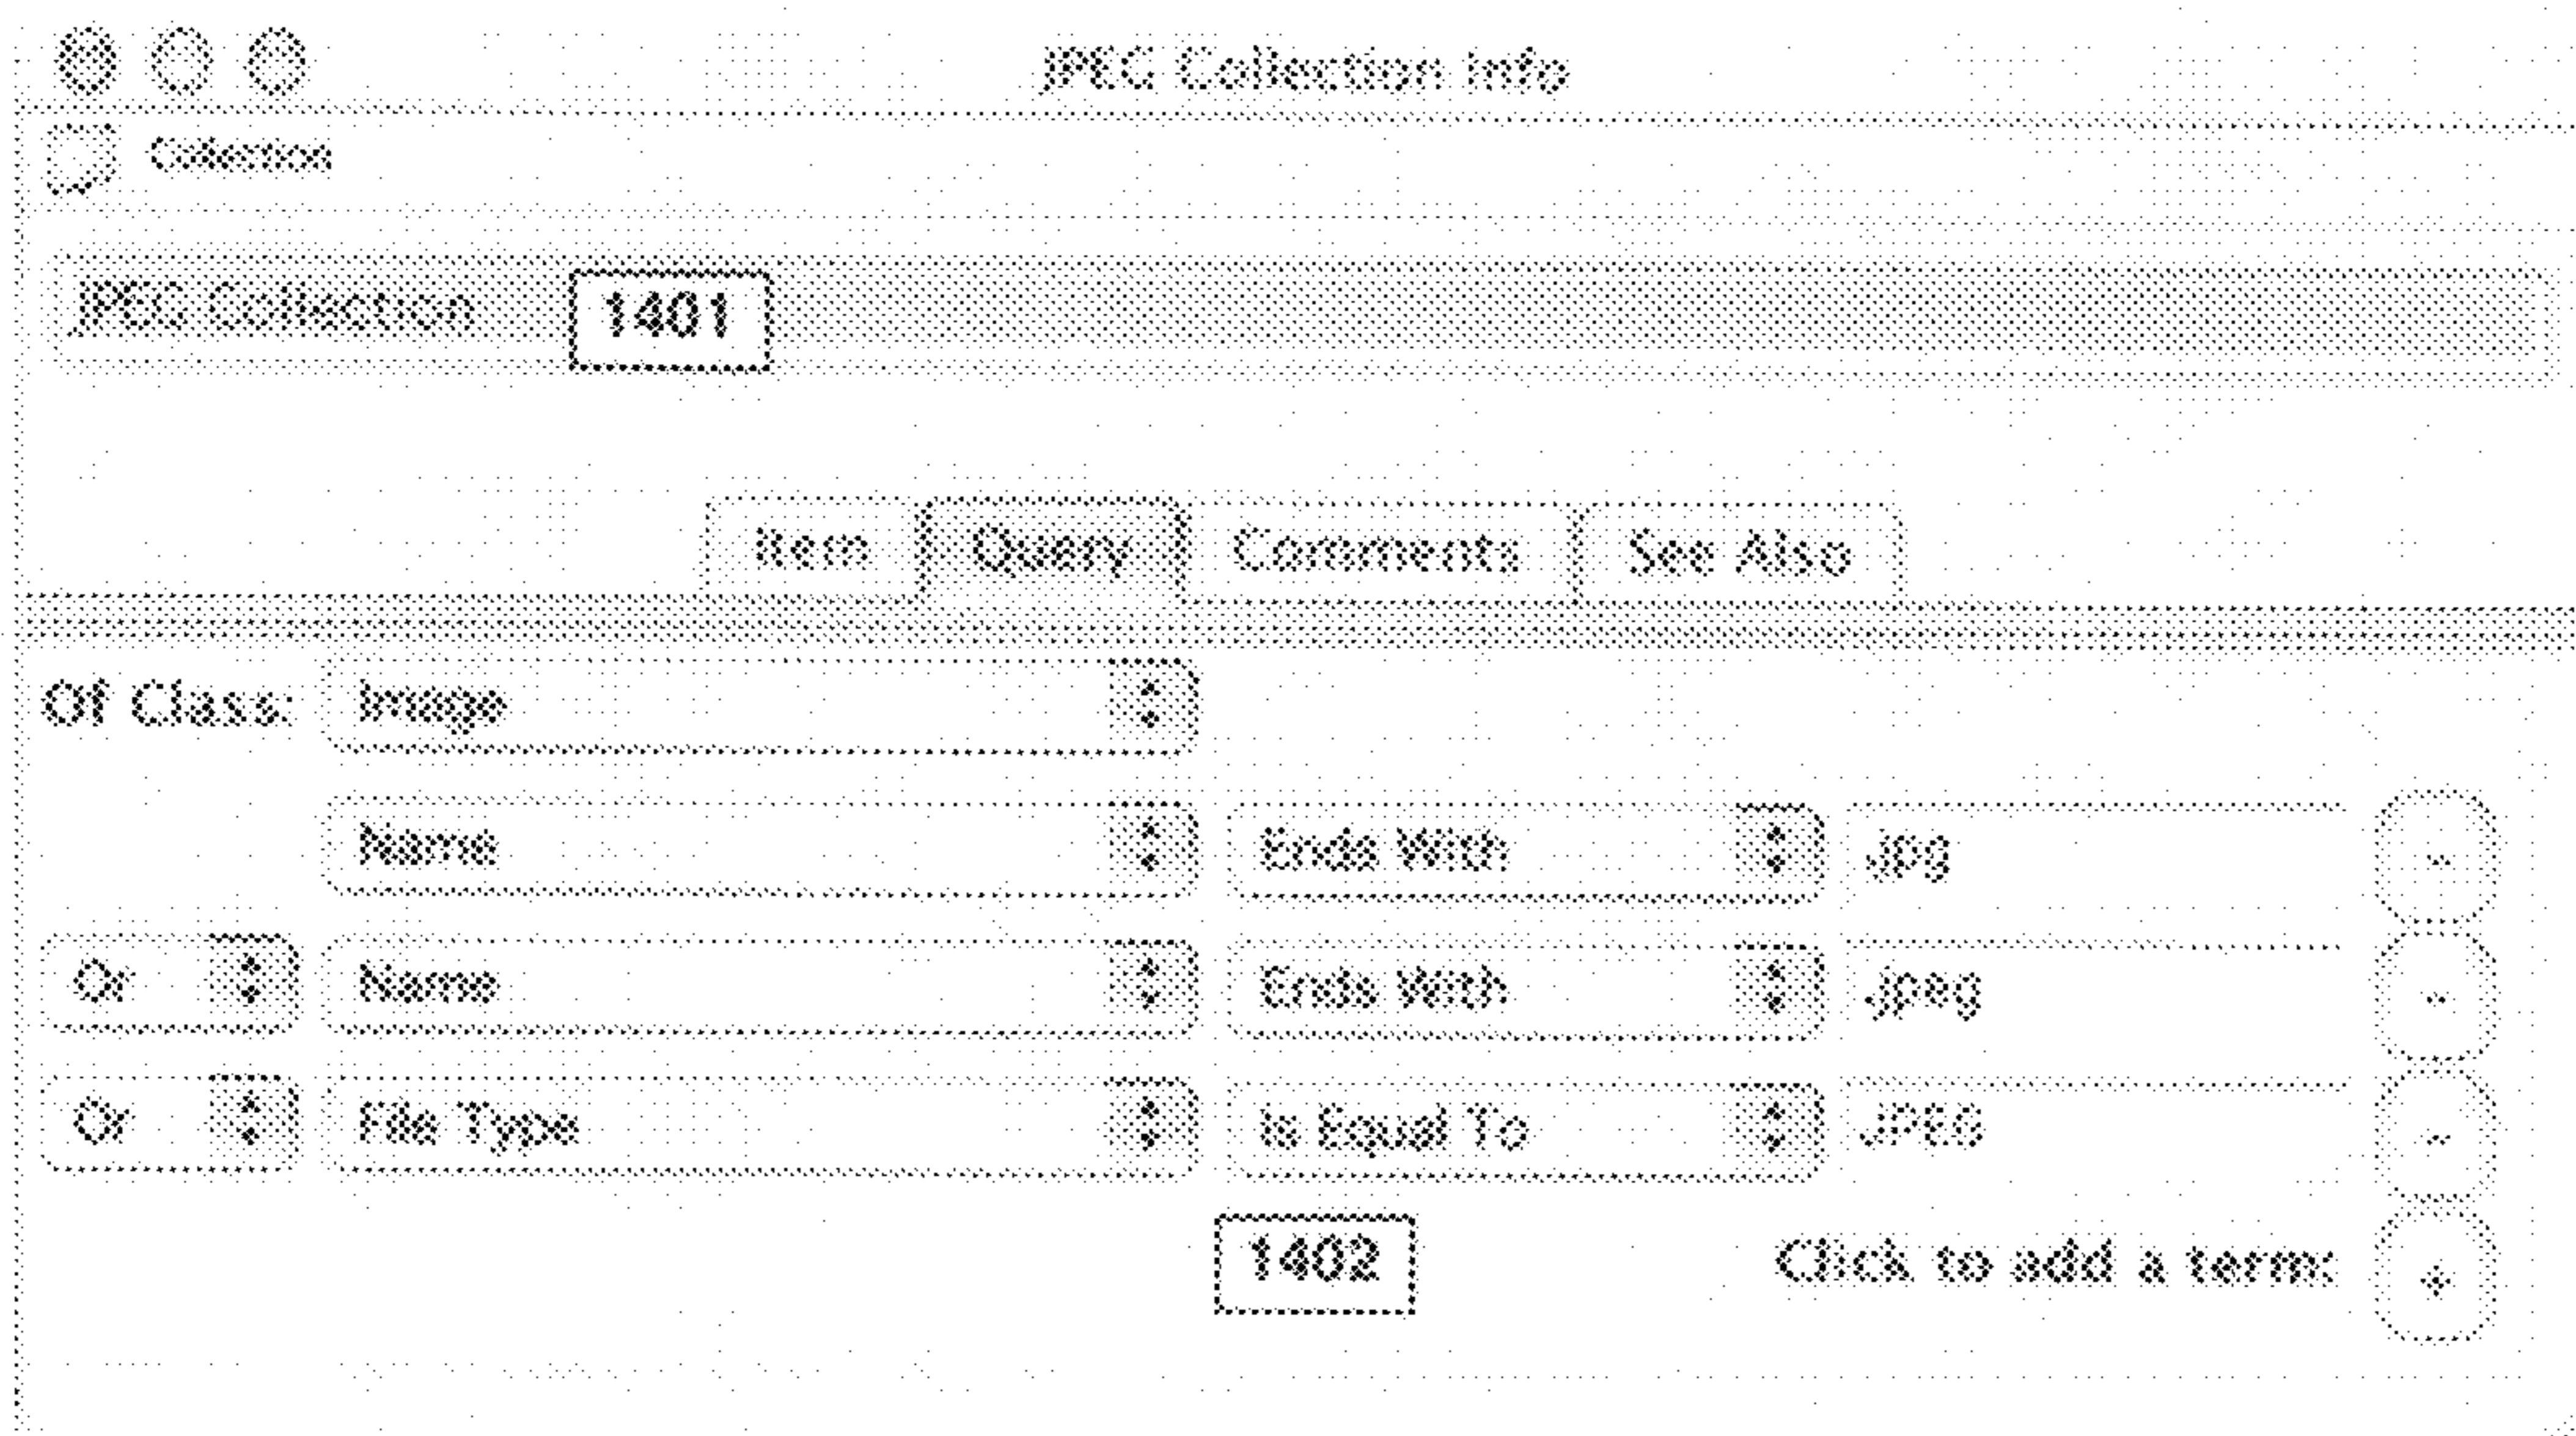 JPEG Collection Info
Collection
JPEG Collection 1401
Item Query Comments See Also
Of Class: Image
Name Ends With .jpg -
Or Name Ends With .jpeg -
Or File Type Is Equal To JPEG -
1402 Click to add a term: +